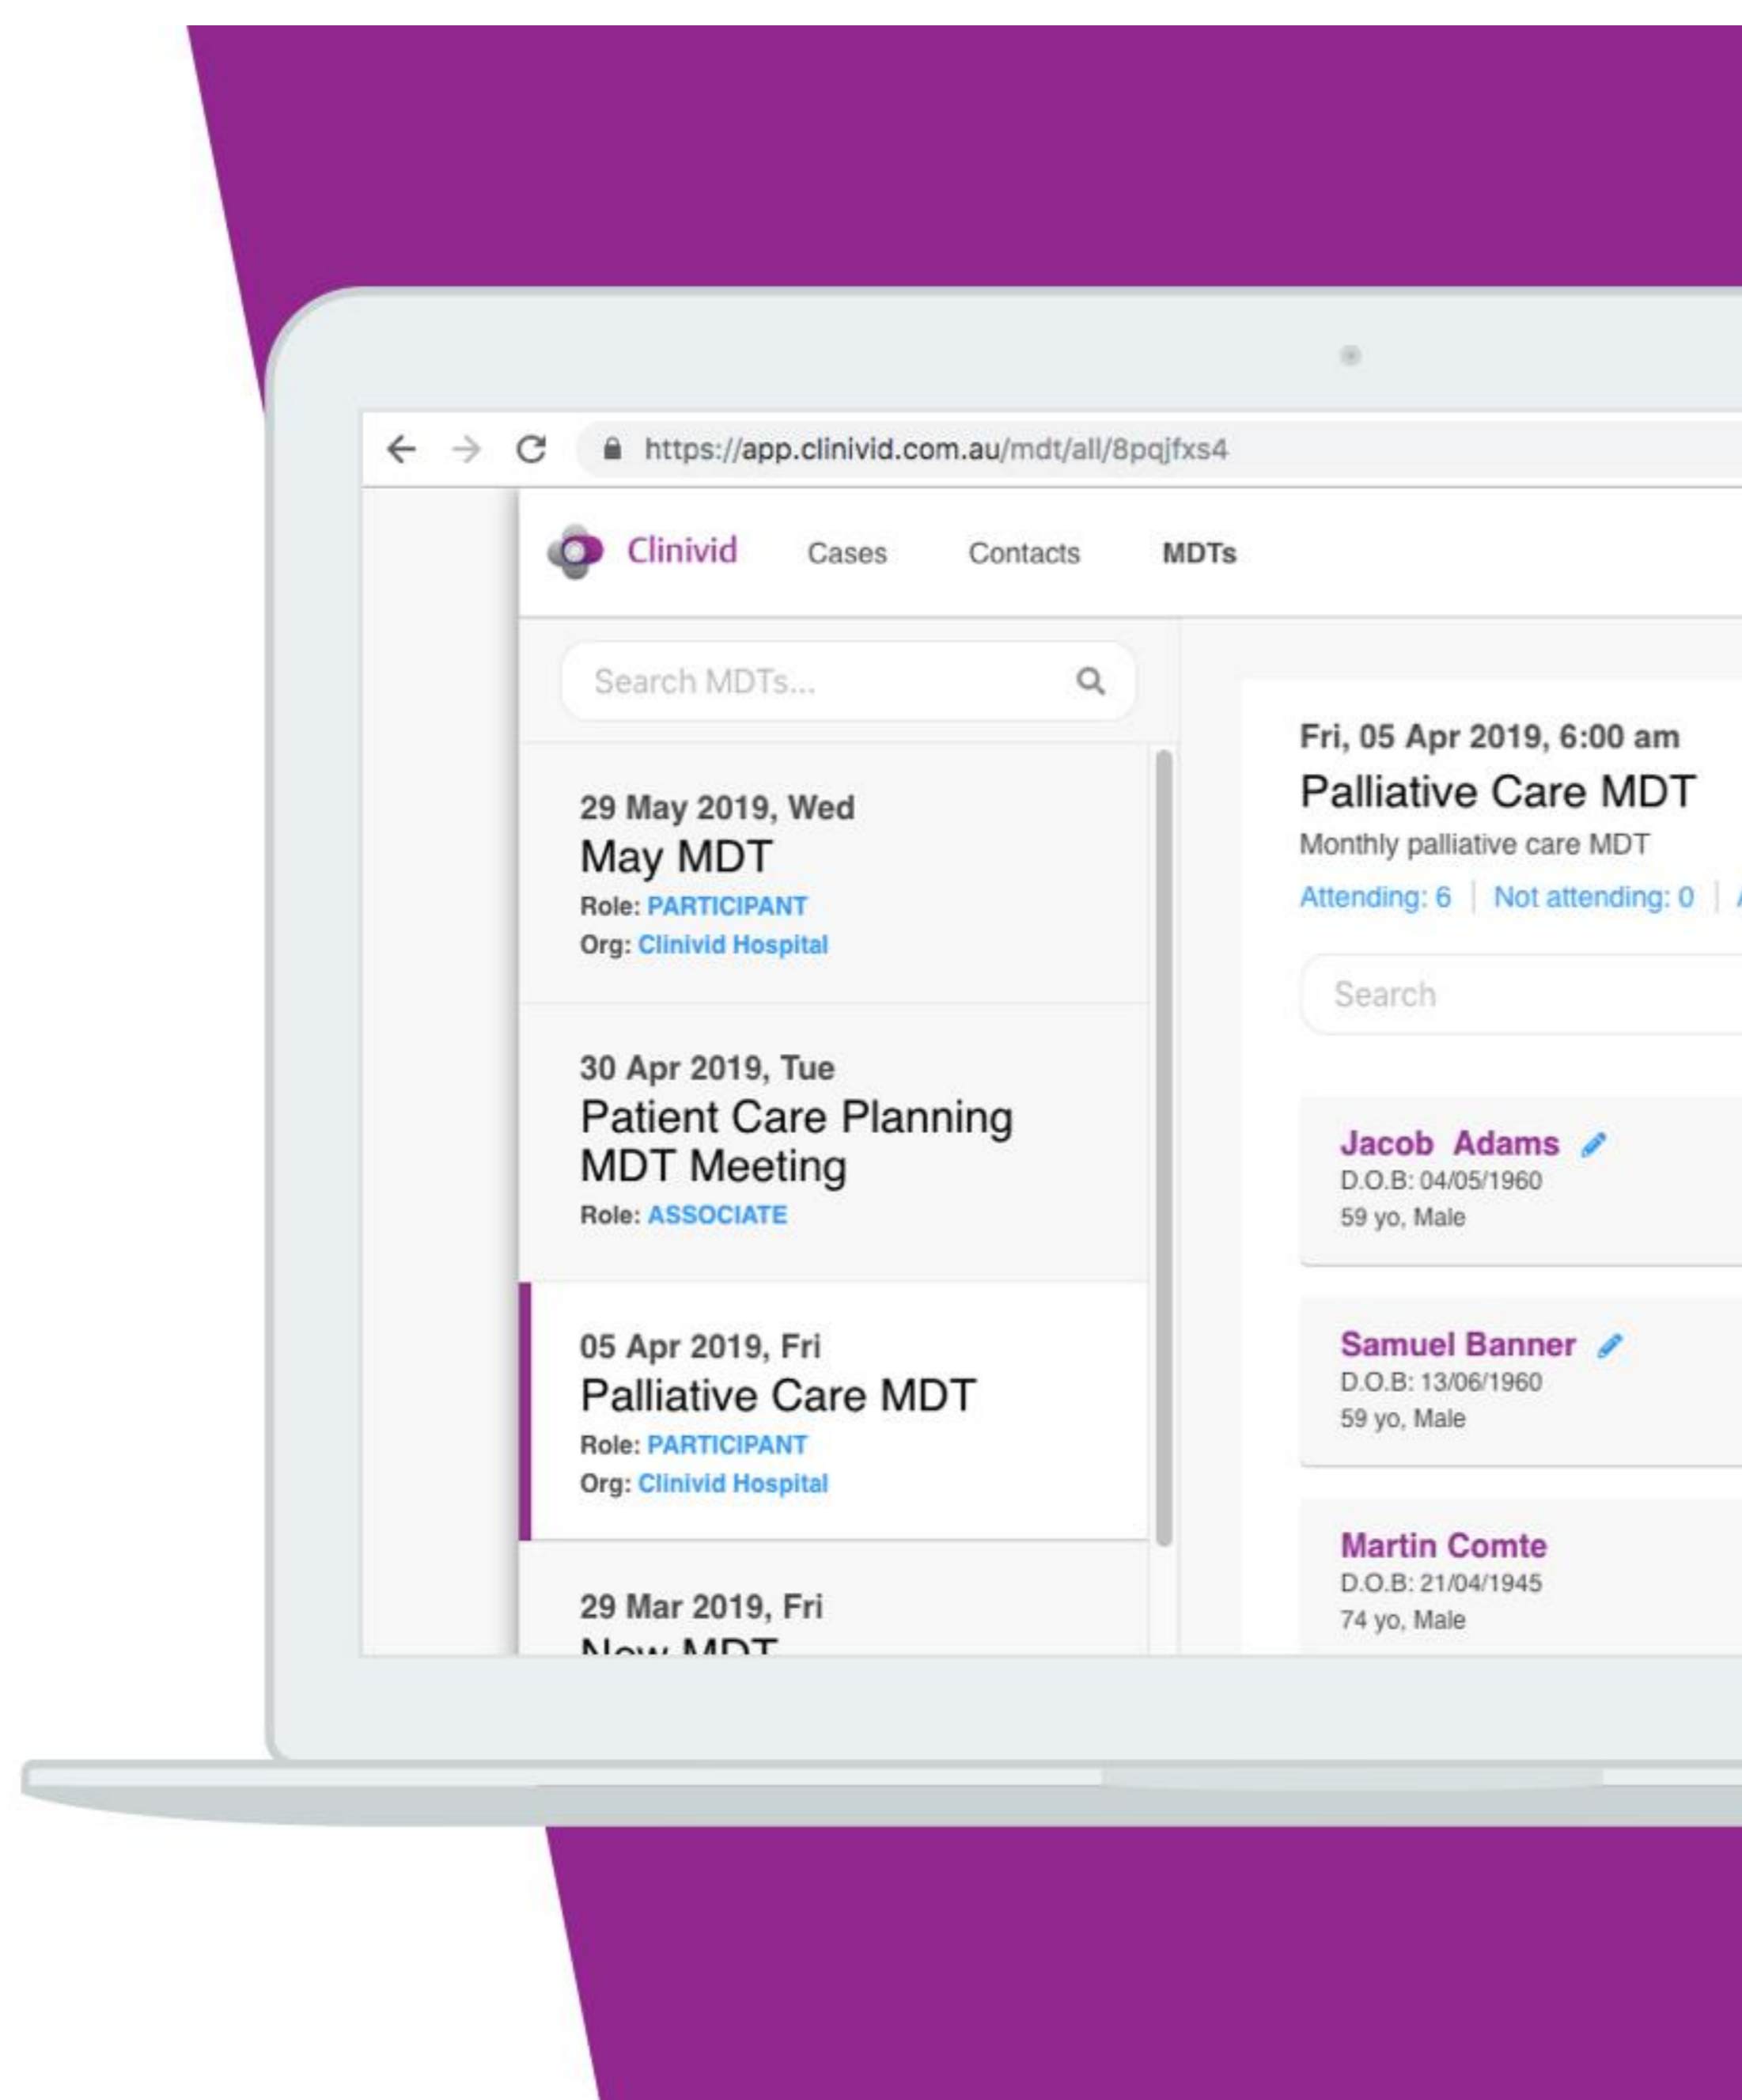 https://app.clinivid.com.au/mdt/all/8pqjfxs4
Clinivid Cases Contacts MDTs
Search MDTs...
29 May 2019, Wed
May MDT
Role: PARTICIPANT
Org: Clinivid Hospital
30 Apr 2019, Tue
Patient Care Planning
MDT Meeting
Role: ASSOCIATE
05 Apr 2019, Fri
Palliative Care MDT
Role: PARTICIPANT
Org: Clinivid Hospital
29 Mar 2019, Fri
New MDT
Fri, 05 Apr 2019, 6:00 am
Palliative Care MDT
Monthly palliative care MDT
Attending: 6 | Not attending: 0 |
Search
Jacob Adams
D.O.B: 04/05/1960
59 yo, Male
Samuel Banner
D.O.B: 13/06/1960
59 yo, Male
Martin Comte
D.O.B: 21/04/1945
74 yo, Male